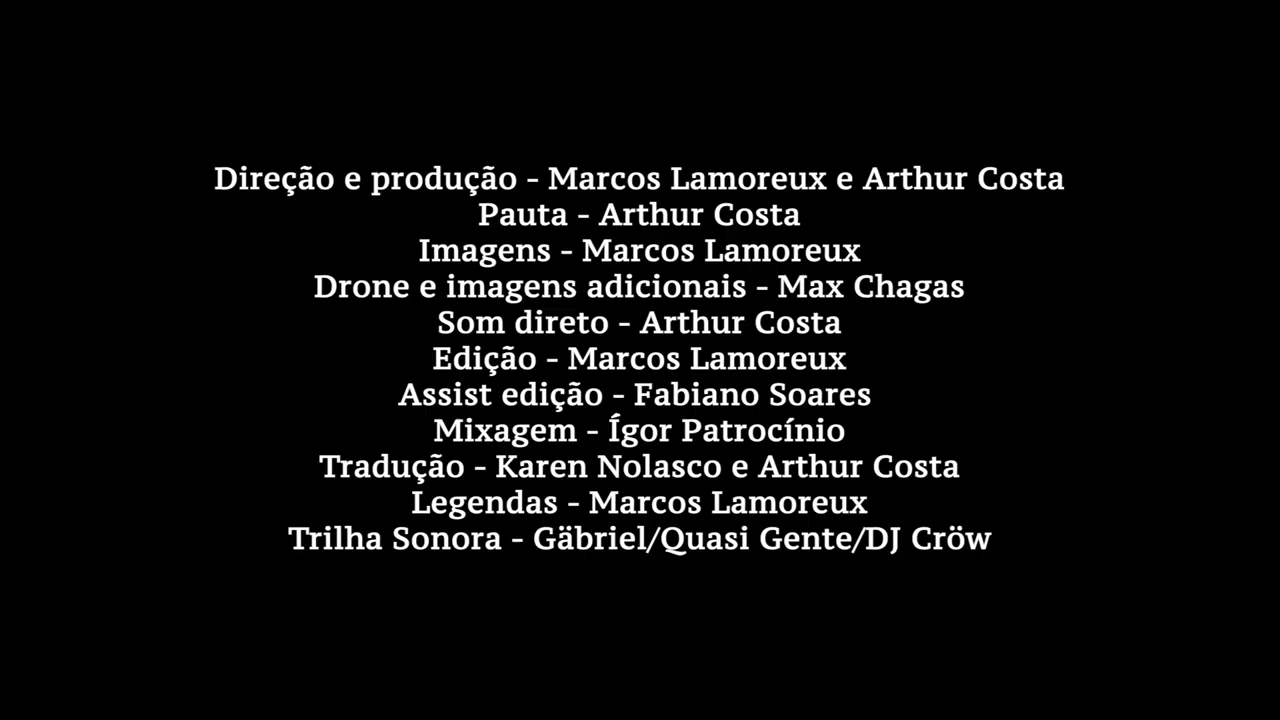 Direção e produção - Marcos Lamoreux e Arthur Costa
Pauta - Arthur Costa
Imagens - Marcos Lamoreux
Drone e imagens adicionais - Max Chagas
Som direto - Arthur Costa
Edição - Marcos Lamoreux
Assist edição - Fabiano Soares
Mixagem - Ígor Patrocínio
Tradução - Karen Nolasco e Arthur Costa
Legendas - Marcos Lamoreux
Trilha Sonora - Gäbriel/Quasi Gente/DJ Cröw